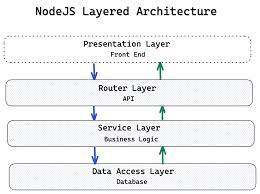 NodeJS Layered Architecture
Presentation Layer
Front End
Router Layer
API
Service Layer
Business Logic
Data Access Layer
Database